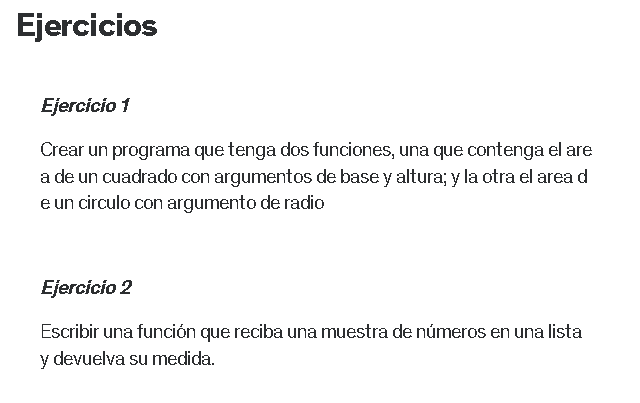 Ejercicios
Ejercicio 1
Crear un programa que tenga dos funciones, una que contenga el are
a de un cuadrado con argumentos de base y altura; y la otra el area d
e un circulo con argumento de radio
Ejercicio 2
Escribir una función que reciba una muestra de números en una lista
y devuelva su medida.